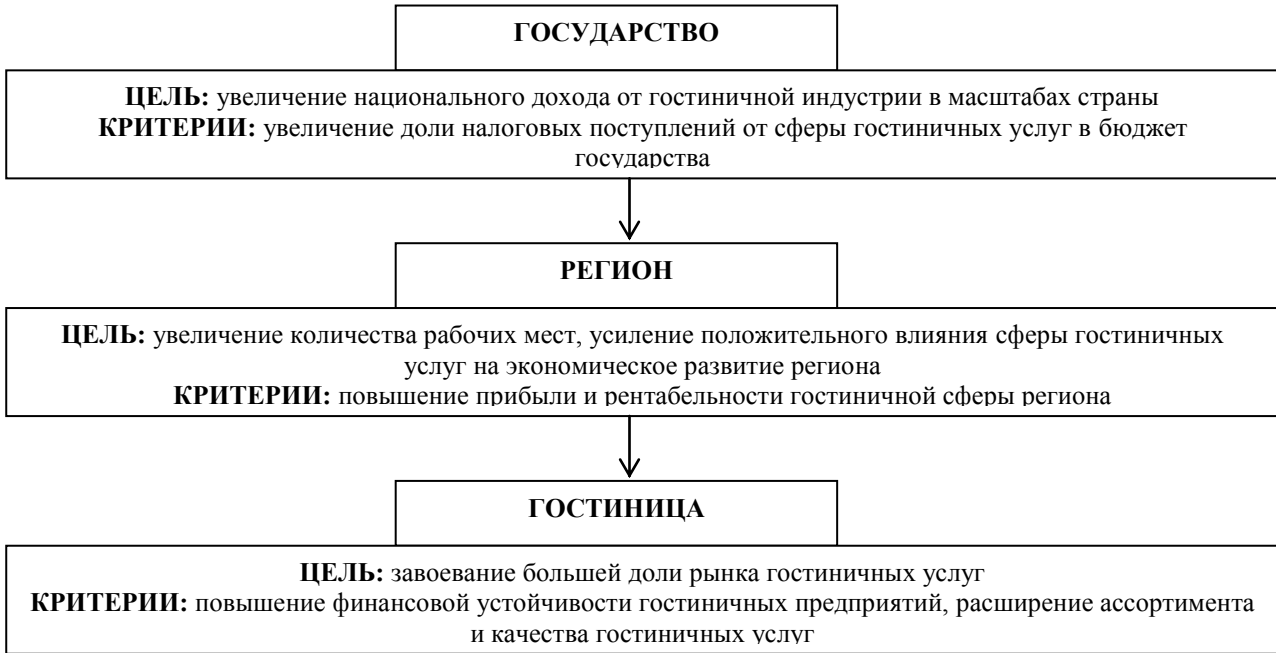 ГОСУДАРСТВО
ЦЕЛЬ: увеличение национального дохода от гостиничной индустрии в масштабах страны
КРИТЕРИИ: увеличение доли налоговых поступлений от сферы гостиничных услуг в бюджет
государства
РЕГИОН
ЦЕЛЬ: увеличение количества рабочих мест, усиление положительного влияния сферы гостиничных
услуг на экономическое развитие региона
КРИТЕРИИ: повышение прибыли и рентабельности гостиничной сферы региона
ГОСТИНИЦА
ЦЕЛЬ: завоевание большей доли рынка гостиничных услуг
КРИТЕРИИ: повышение финансовой устойчивости гостиничных предприятий, расширение ассортимента
и качества гостиничных услуг